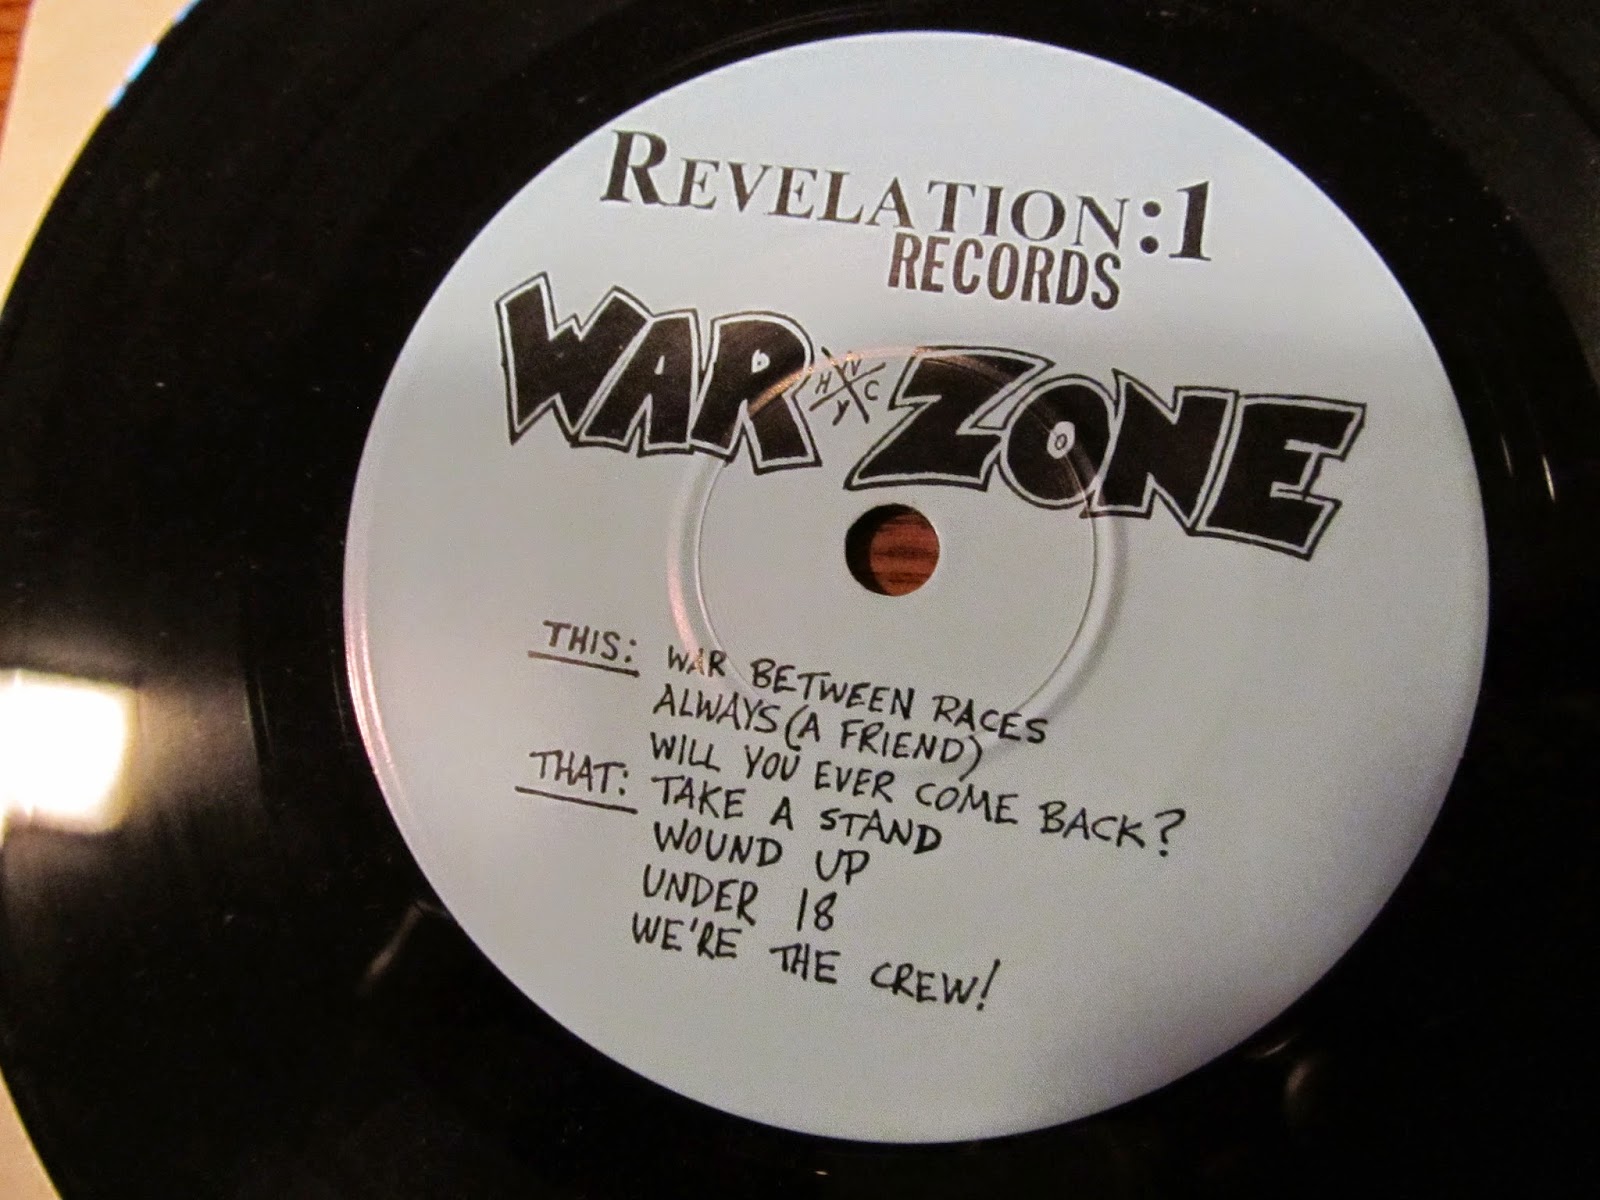 REVELATION:1
RECORDS
WAR NYHC ZONE
THIS: WAR BETWEEN RACES
ALWAYS (A FRIEND)
WILL YOU EVER COME BACK?
THAT: TAKE A STAND
WOUND UP
UNDER 18
WE'RE THE CREW!